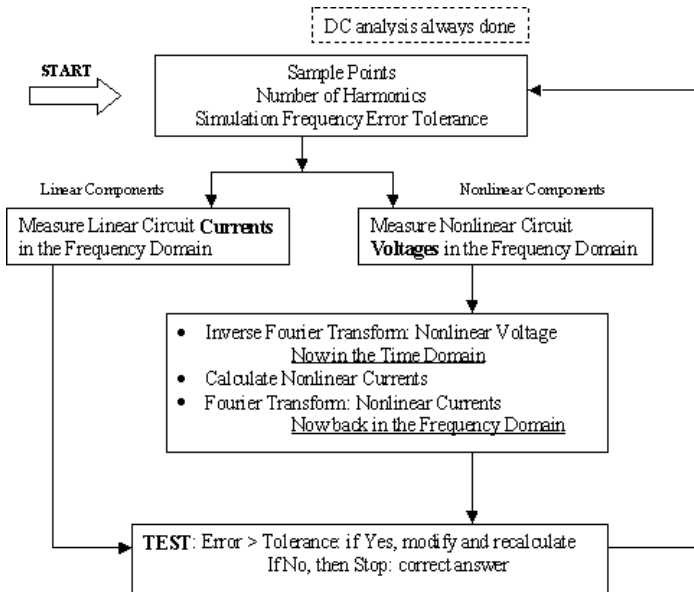 DC analysis always done
START
Sample Points
Number of Harmonics
Simulation Frequency Error Tolerance
Linear Components
Nonlinear Components
Measure Linear Circuit Currents
in the Frequency Domain
Measure Nonlinear Circuit
Voltages in the Frequency Domain
• Inverse Fourier Transform: Nonlinear Voltage
Now in the Time Domain
• Calculate Nonlinear Currents
• Fourier Transform: Nonlinear Currents
Now back in the Frequency Domain
TEST: Error > Tolerance: if Yes, modify and recalculate
If No, then Stop: correct answer